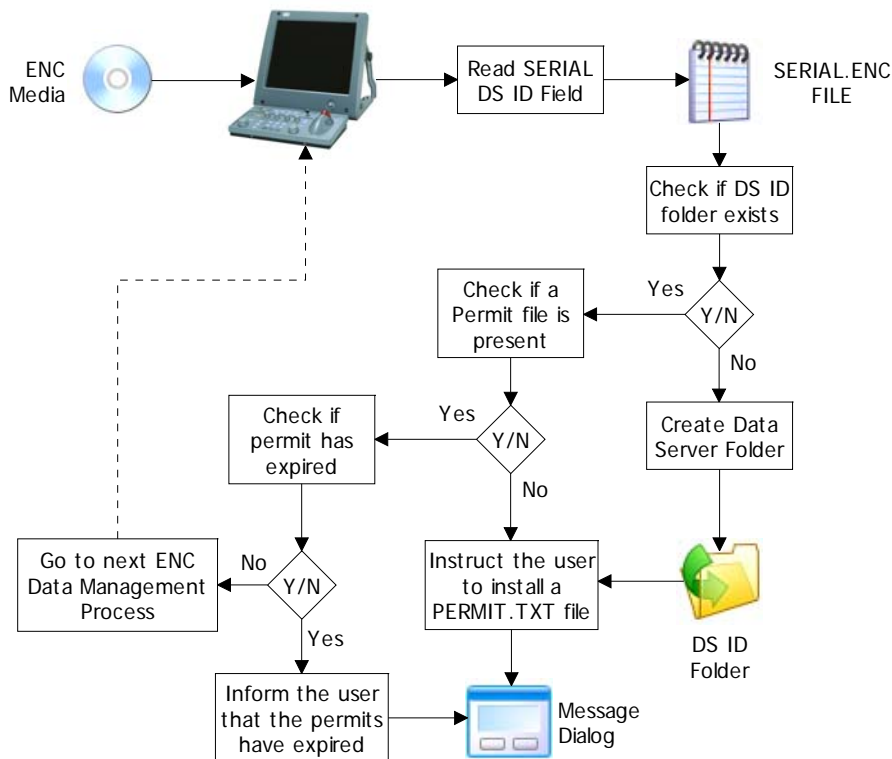 ENC
Media
Read SERIAL
DS ID Field
SERIAL.ENC
FILE
Check if DS ID
folder exists
Y/N
Yes
No
Check if a
Permit file is
present
Y/N
Yes
No
Create Data
Server Folder
Check if
permit has
expired
Y/N
No
Yes
Go to next ENC
Data Management
Process
Instruct the user
to install a
PERMIT.TXT file
DS ID
Folder
Inform the user
that the permits
have expired
Message
Dialog